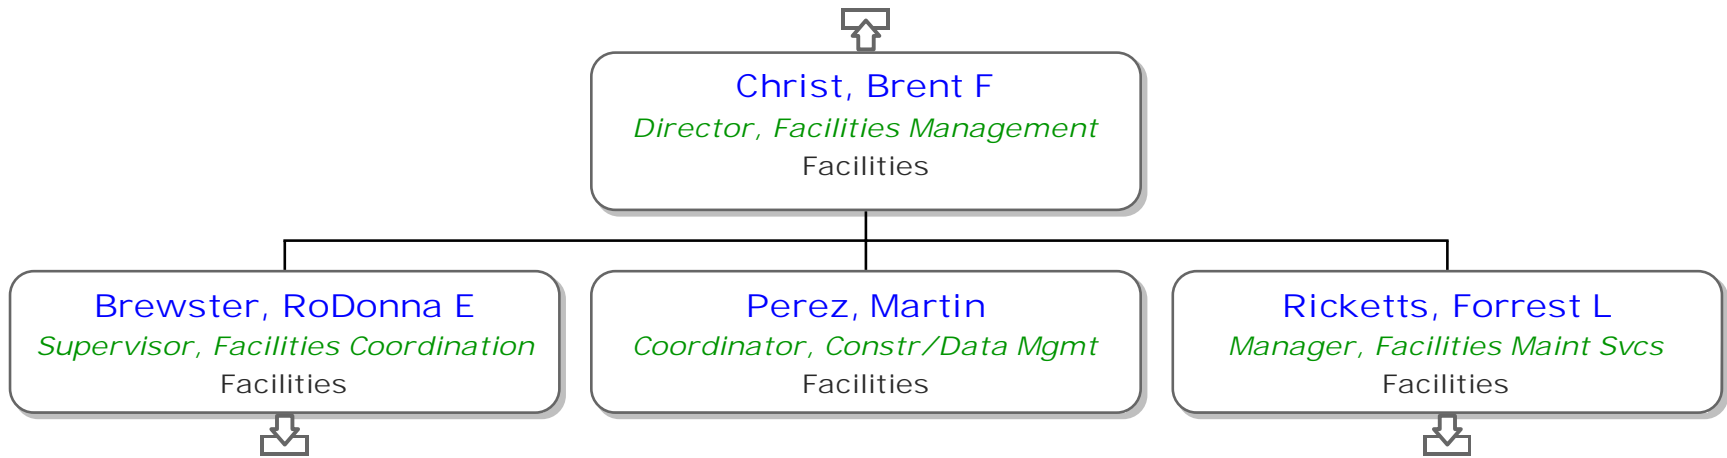 Christ, Brent F
Director, Facilities Management
Facilities
Brewster, RoDonna E
Supervisor, Facilities Coordination
Facilities
Perez, Martin
Coordinator, Constr/Data Mgmt
Facilities
Ricketts, Forrest L
Manager, Facilities Maint Svcs
Facilities